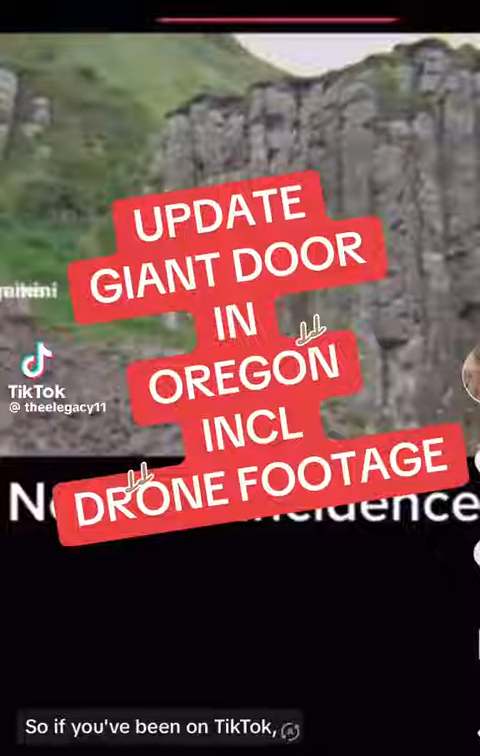 UPDATE
GIANT DOOR
IN
OREGON
INCL
DRONE FOOTAGE
TikTok
@ theelegacy11
So if you've been on TikTok,